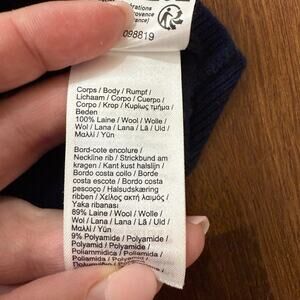 098819
Corps / Body / Rumpf /
Lichaam / Corpo / Cuerpo /
Corpo / Krop / Κυρίως τμήμα /
Beden
100% Laine / Wool / Wolle /
Wol / Lana / Lana / Lã / Uld /
Μαλλί / Yün
Bord-cote encolure /
Neckline rib / Strickbund am
kragen / Kant kust halslijn /
Bordo costa collo / Borde
costa escote / Bordo costa
pescoço / Halsudskæring
ribben / Χείλος ακτή λαιμός /
Yaka ribanası
89% Laine / Wool / Wolle /
Wol / Lana / Lana / Lã / Uld /
Μαλλί / Yün
9% Polyamide / Polyamide /
Polyamid / Polyamide /
Poliammidica / Poliamida /
Poliamida /